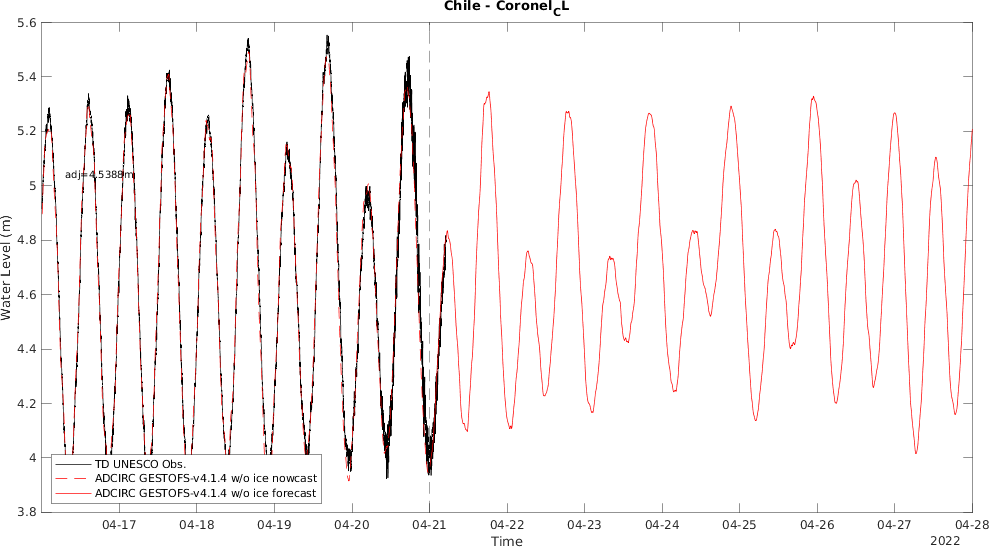 Chile - Coronel_CL
5.6
5.4
5.2
5
4.8
4.6
4.4
4.2
4
3.8
Water Level (m)
adj=4.5389m
TD UNESCO Obs.
ADCIRC GESTOFS-v4.1.4 w/o ice nowcast
ADCIRC GESTOFS-v4.1.4 w/o ice forecast
04-17 04-18 04-19 04-20 04-21 04-22 04-23 04-24 04-25 04-26 04-27 04-28
Time
2022